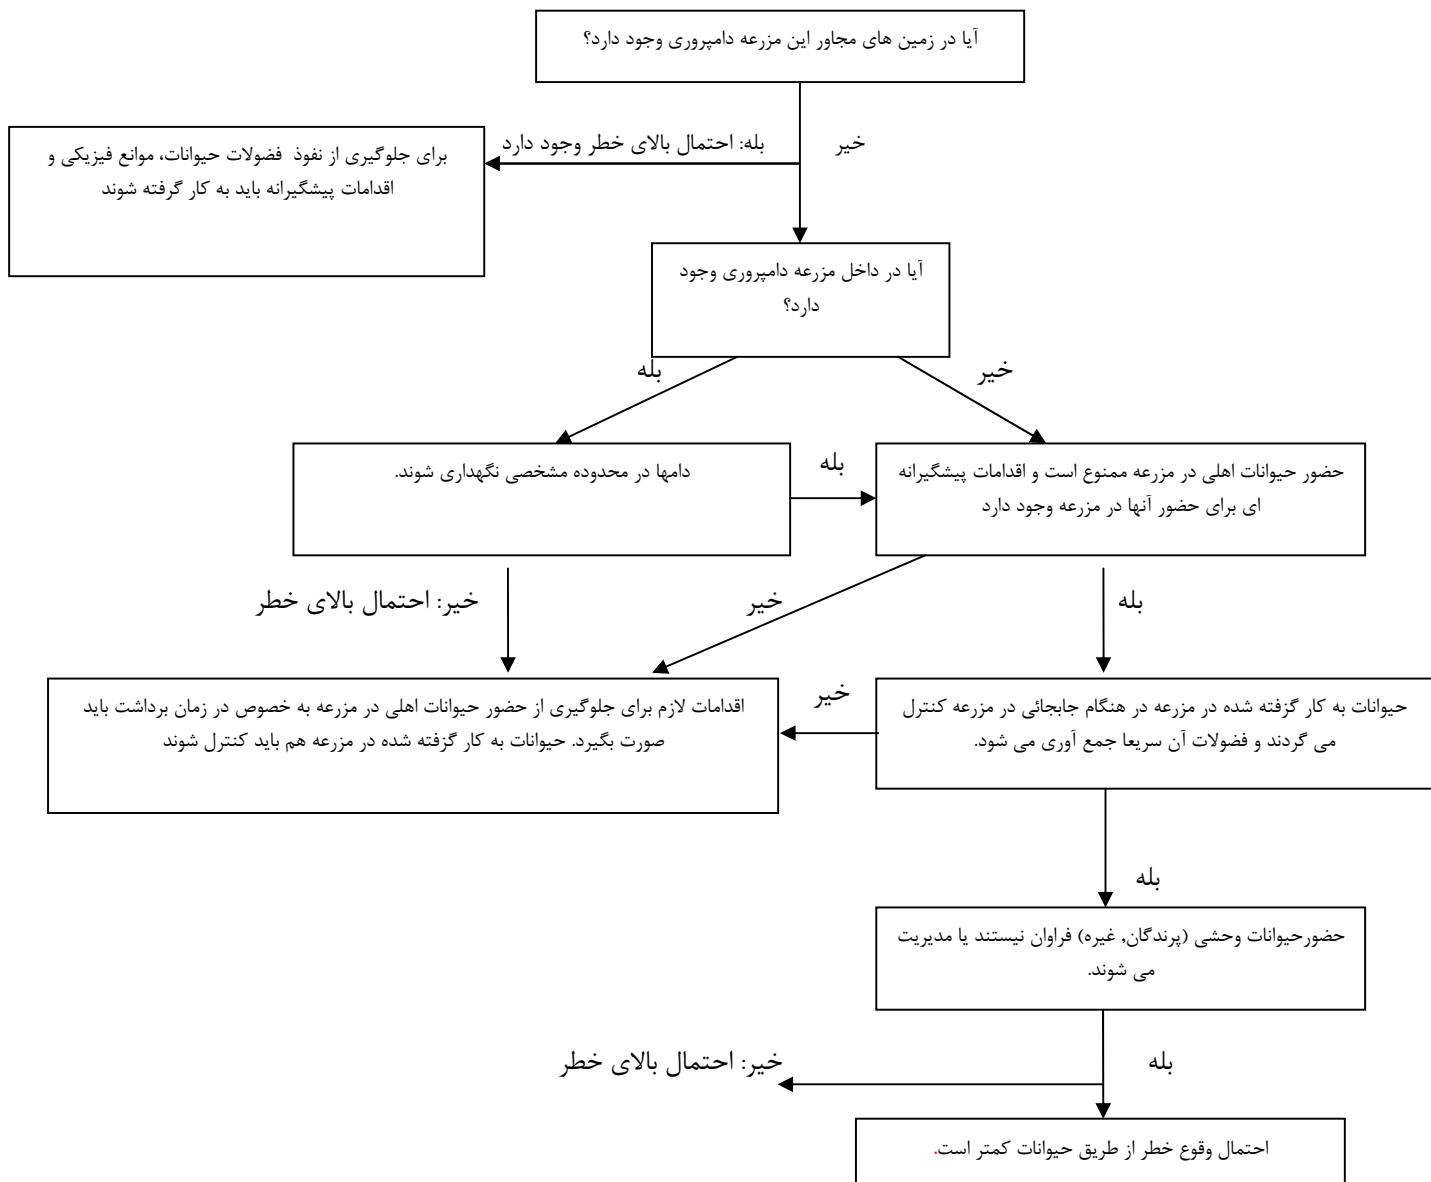 آیا در زمین های مجاور این مزرعه دامپروری وجود دارد؟
خیر
بله: احتمال بالای خطر وجود دارد
برای جلوگیری از نفوذ فضولات حیوانات، موانع فیزیکی و
اقدامات پیشگیرانه باید به کار گرفته شوند
آیا در داخل مزرعه دامپروری وجود
دارد؟
خیر
بله
حضور حیوانات اهلی در مزرعه ممنوع است و اقدامات پیشگیرانه
ای برای حضور آنها در مزرعه وجود دارد
بله
دامها در محدوده مشخصی نگهداری شوند.
بله
خیر
خیر: احتمال بالای خطر
حیوانات به کار گزفته شده در مزرعه در هنگام جابجائی در مزرعه کنترل
می گردند و فضولات آن سریعا جمع آوری می شود.
خیر
اقدامات لازم برای جلوگیری از حضور حیوانات اهلی در مزرعه به خصوص در زمان برداشت باید
صورت بگیرد. حیوانات به کار گزفته شده در مزرعه هم باید کنترل شوند
بله
حضورحیوانات وحشی (پرندگان, غیره) فراوان نیستند یا مدیریت
می شوند.
بله
خیر: احتمال بالای خطر
احتمال وقوع خطر از طریق حیوانات کمتر است.